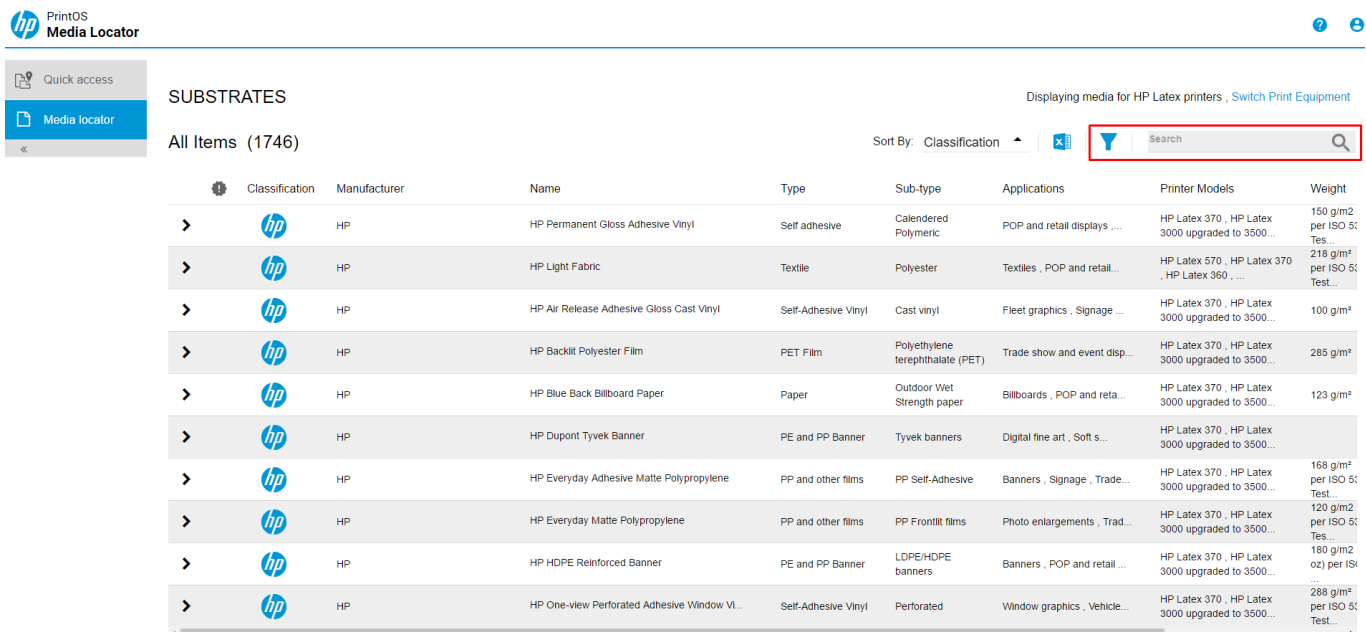 hp PrintOS
Media Locator
?
Quick access
Media locator
«
SUBSTRATES
Displaying media for HP Latex printers , Switch Print Equipment
All Items (1746)
Sort By: Classification
Search
Classification Manufacturer Name Type Sub-type Applications Printer Models Weight
hp HP HP Permanent Gloss Adhesive Vinyl Self adhesive Calendered Polymeric POP and retail displays ,... HP Latex 370 , HP Latex 3000 upgraded to 3500... 150 g/m2 per ISO 53 Tes...
hp HP HP Light Fabric Textile Polyester Textiles , POP and retail... HP Latex 570 , HP Latex 370 , HP Latex 360 , ... 218 g/m² per ISO 53 Test...
hp HP HP Air Release Adhesive Gloss Cast Vinyl Self-Adhesive Vinyl Cast vinyl Fleet graphics , Signage ... HP Latex 370 , HP Latex 3000 upgraded to 3500... 100 g/m²
hp HP HP Backlit Polyester Film PET Film Polyethylene terephthalate (PET) Trade show and event disp... HP Latex 370 , HP Latex 3000 upgraded to 3500... 285 g/m²
hp HP HP Blue Back Billboard Paper Paper Outdoor Wet Strength paper Billboards , POP and reta... HP Latex 370 , HP Latex 3000 upgraded to 3500... 123 g/m²
hp HP HP Dupont Tyvek Banner PE and PP Banner Tyvek banners Digital fine art , Soft s... HP Latex 370 , HP Latex 3000 upgraded to 3500...
hp HP HP Everyday Adhesive Matte Polypropylene PP and other films PP Self-Adhesive Banners , Signage , Trade... HP Latex 370 , HP Latex 3000 upgraded to 3500... 168 g/m² per ISO 53 Test...
hp HP HP Everyday Matte Polypropylene PP and other films PP Frontlit films Photo enlargements , Trad... HP Latex 370 , HP Latex 3000 upgraded to 3500... 120 g/m2 per ISO 53 Tes...
hp HP HP HDPE Reinforced Banner PE and PP Banner LDPE/HDPE banners Banners , POP and retail ... HP Latex 370 , HP Latex 3000 upgraded to 3500... 180 g/m2 oz) per IS ...
hp HP HP One-view Perforated Adhesive Window Vi... Self-Adhesive Vinyl Perforated Window graphics , Vehicle... HP Latex 370 , HP Latex 3000 upgraded to 3500... 288 g/m² per ISO 53 Test...